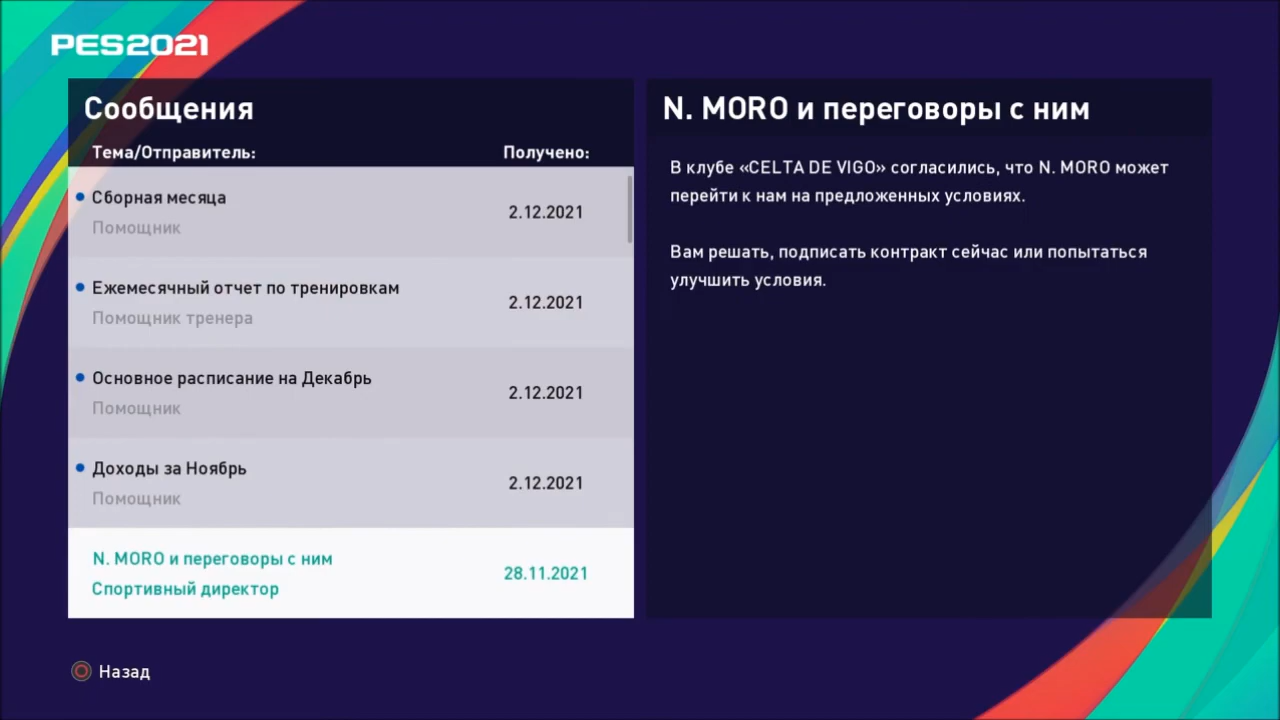 PES2021
Сообщения
Тема/Отправитель: Получено:
Сборная месяца
Помощник
2.12.2021
Ежемесячный отчет по тренировкам
Помощник тренера
2.12.2021
Основное расписание на Декабрь
Помощник
2.12.2021
Доходы за Ноябрь
Помощник
2.12.2021
N. MORO и переговоры с ним
Спортивный директор
28.11.2021
N. MORO и переговоры с ним
В клубе «CELTA DE VIGO» согласились, что N. MORO может
перейти к нам на предложенных условиях.
Вам решать, подписать контракт сейчас или попытаться
улучшить условия.
Назад